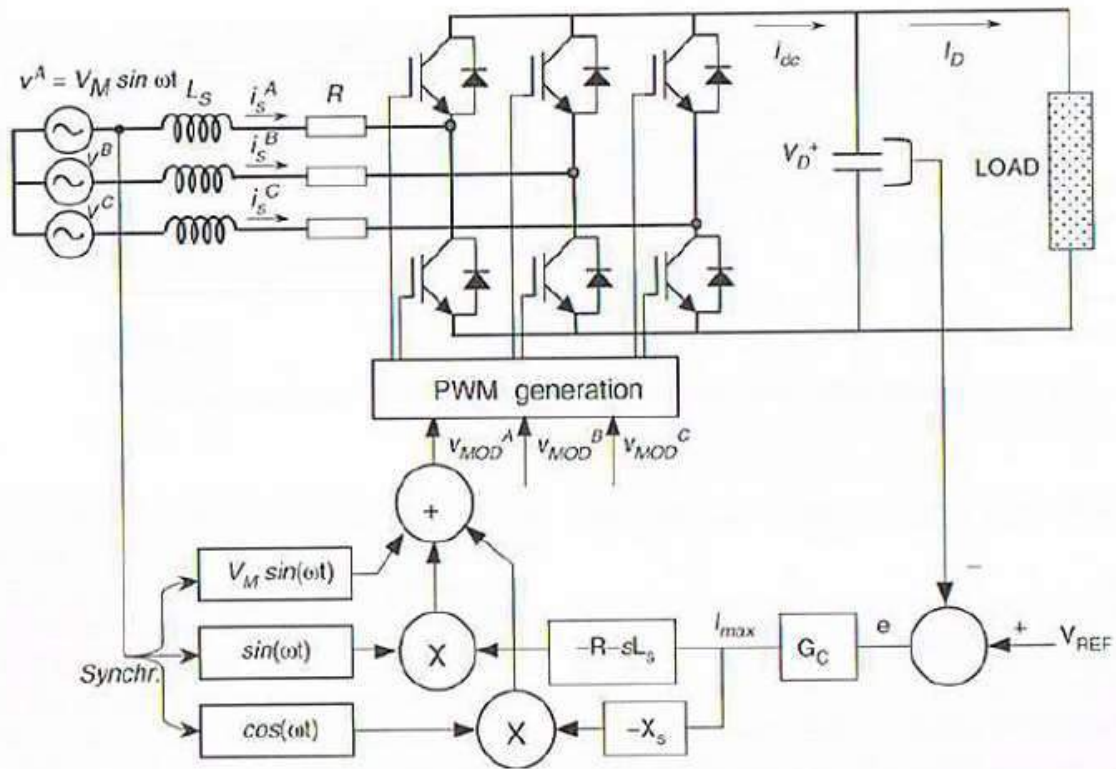 v^A = V_M sin ωt
L_S
i_s^A
R
i_dc
I_D
v^B
i_s^B
V_D
+
LOAD
v^C
i_s^C
PWM generation
v_MOD^A
v_MOD^B
v_MOD^C
+
V_M sin(ωt)
−
I_max
e
+
V_REF
sin(ωt)
X
−R−sL_s
G_C
Synchr.
cos(ωt)
X
−X_s